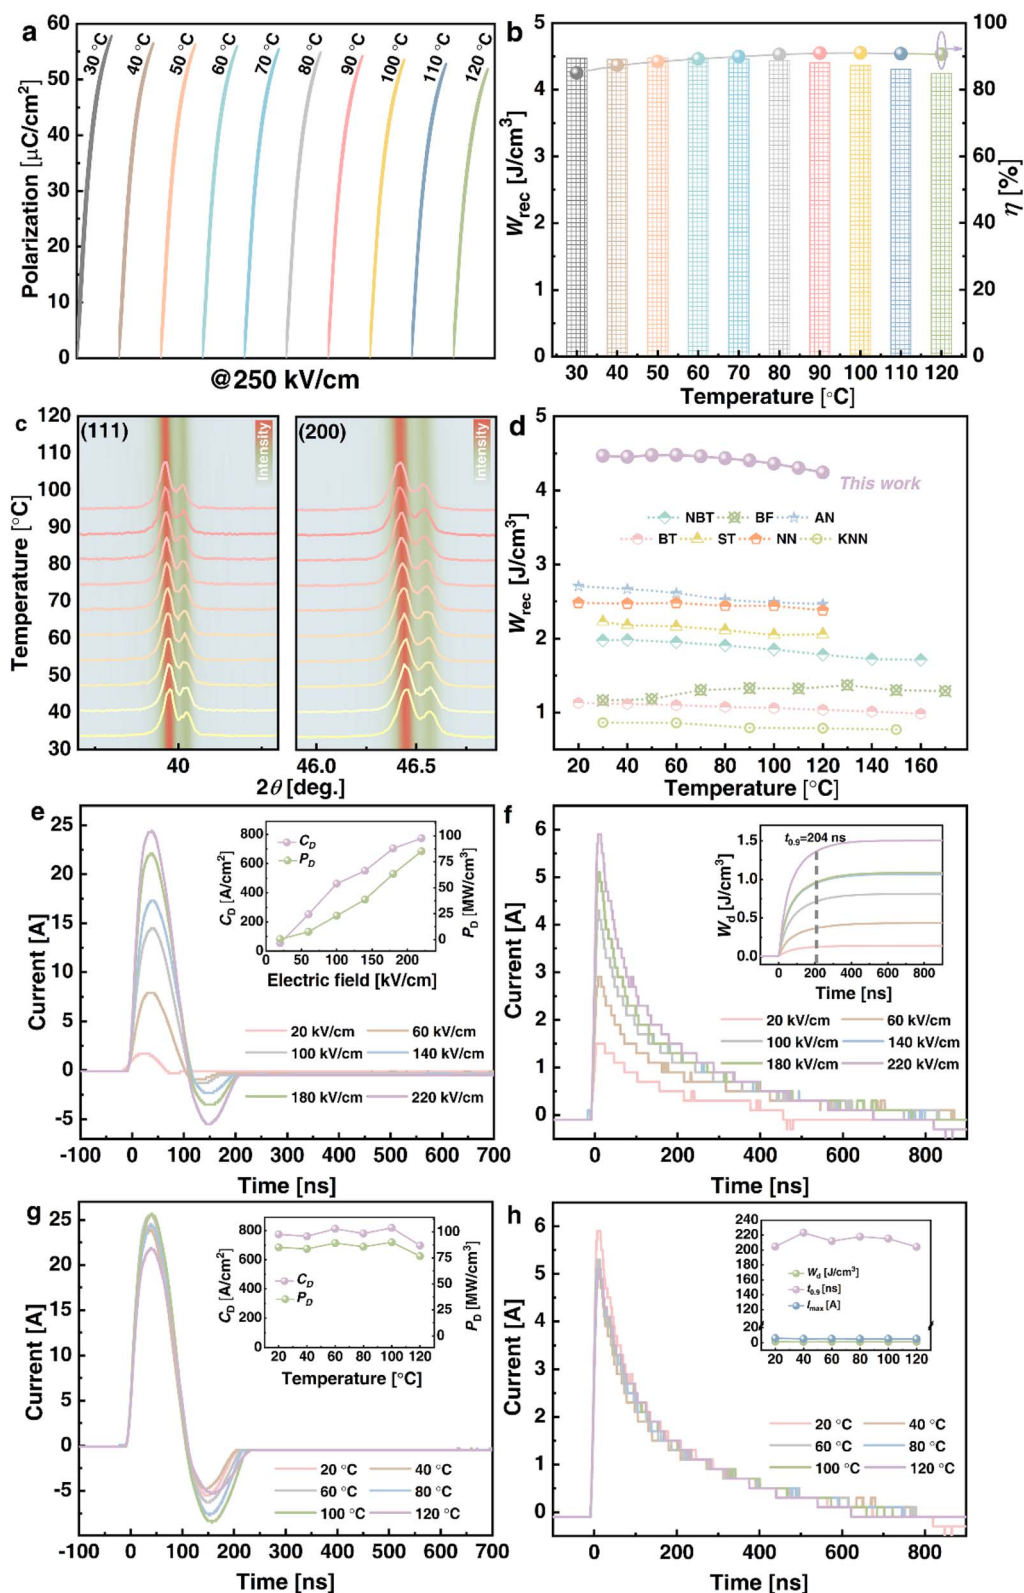 a
60
50
40
30
20
10
0
Polarization [μC/cm²]
30 °C
40 °C
50 °C
60 °C
70 °C
80 °C
90 °C
100 °C
110 °C
120 °C
@250 kV/cm
b
5
4
3
2
1
0
W_rec [J/cm³]
100
80
60
40
20
0
η [%]
30 40 50 60 70 80 90 100 110 120
Temperature [°C]
c
(111)
Intensity
(200)
Intensity
120
110
100
90
80
70
60
50
40
30
Temperature [°C]
40
46.0 46.5
2θ [deg.]
d
5
4
3
2
1
W_rec [J/cm³]
This work
NBT BF AN
BT ST NN KNN
20 40 60 80 100 120 140 160
Temperature [°C]
e
25
20
15
10
5
0
-5
Current [A]
800
600
400
200
0
C_D [A/cm²]
C_D
P_D
100
75
50
25
0
P_D [MW/cm³]
0 50 100 150 200
Electric field [kV/cm]
20 kV/cm 60 kV/cm
100 kV/cm 140 kV/cm
180 kV/cm 220 kV/cm
-100 0 100 200 300 400 500 600 700
Time [ns]
f
6
5
4
3
2
1
0
Current [A]
t_0.9=204 ns
1.5
1.0
0.5
0.0
W_d [J/cm³]
0 200 400 600 800
Time [ns]
20 kV/cm 60 kV/cm
100 kV/cm 140 kV/cm
180 kV/cm 220 kV/cm
0 200 400 600 800
Time [ns]
g
25
20
15
10
5
0
-5
Current [A]
800
600
400
200
0
C_D [A/cm²]
C_D
P_D
100
75
50
25
0
P_D [MW/cm³]
20 40 60 80 100 120
Temperature [°C]
20 °C 40 °C
60 °C 80 °C
100 °C 120 °C
-100 0 100 200 300 400 500 600 700
Time [ns]
h
6
5
4
3
2
1
0
Current [A]
240
220
200
180
160
140
120
20
0
W_d [J/cm³]
t_0.9 [ns]
I_max [A]
20 40 60 80 100 120
20 °C 40 °C
60 °C 80 °C
100 °C 120 °C
0 200 400 600 800
Time [ns]